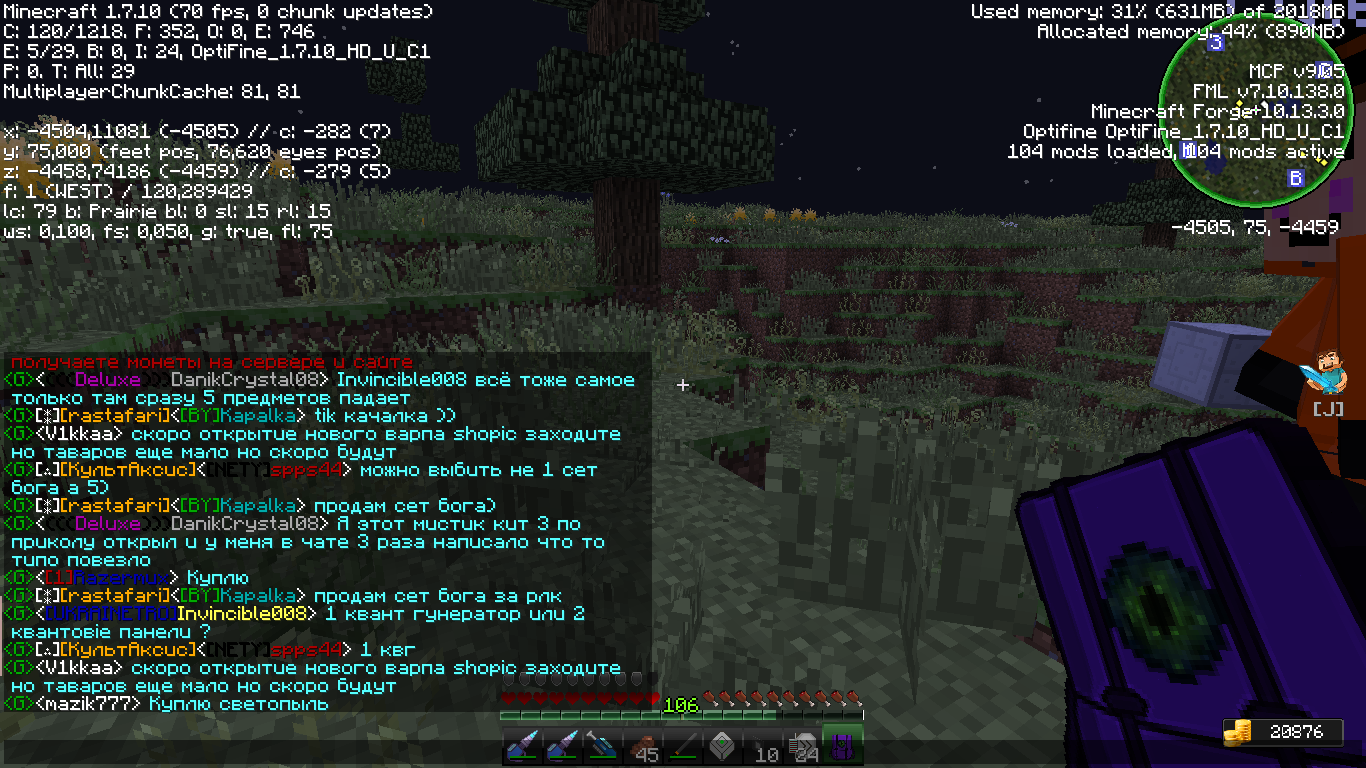 Minecraft 1.7.10 (70 fps, 0 chunk updates)
C: 120/1218. F: 352, O: 0, E: 746
E: 5/29. B: 0, I: 24, OptiFine_1.7.10_HD_U_C1
P: 0. T: All: 29
MultiplayerChunkCache: 81, 81
x: -4504,11081 (-4505) // c: -282 (7)
y: 75,000 (feet pos, 76,620 eyes pos)
z: -4458,74186 (-4459) // c: -279 (5)
f: 1 (WEST) / 120,289429
lc: 79 b: Prairie bl: 0 sl: 15 rl: 15
ws: 0,100, fs: 0,050, g: true, fl: 75
Used memory: 31% (631MB) of 2018MB
Allocated memory: 44% (890MB)
MCP v9.05
FML v7.10.138.0
Minecraft Forge 10.13.3.0
Optifine OptiFine_1.7.10_HD_U_C1
104 mods loaded, 104 mods active
B
-4505, 75, -4459
[J]
получаете монеты на сервере и сайте
<G><(((Deluxe))) DanikCrystal08> Invincible008 всё тоже самое
только там сразу 5 предметов падает
<G>[⁂][rastafari]<[BY]Kapalka> tik качалка ))
<G><V1kkaa> скоро открытие нового варпа shopic заходите
но таваров еще мало но скоро будут
<G>[∴][КультАксис]<[NETY]spps44> можно выбить не 1 сет
бога а 5)
<G>[⁂][rastafari]<[BY]Kapalka> продам сет бога)
<G><(((Deluxe))) DanikCrystal08> Я этот мистик кит 3 по
приколу открыл и у меня в чате 3 раза написало что то
типо повезло
<G><[1]Razermux> Куплю
<G>[⁂][rastafari]<[BY]Kapalka> продам сет бога за рлк
<G><[UKRAINETRO]Invincible008> 1 квант гунератор или 2
квантовіе панели ?
<G>[∴][КультАксис]<[NETY]spps44> 1 квг
<G><V1kkaa> скоро открытие нового варпа shopic заходите
но таваров еще мало но скоро будут
<G><mazik777> Куплю светопыль
106
45
10
84
20876